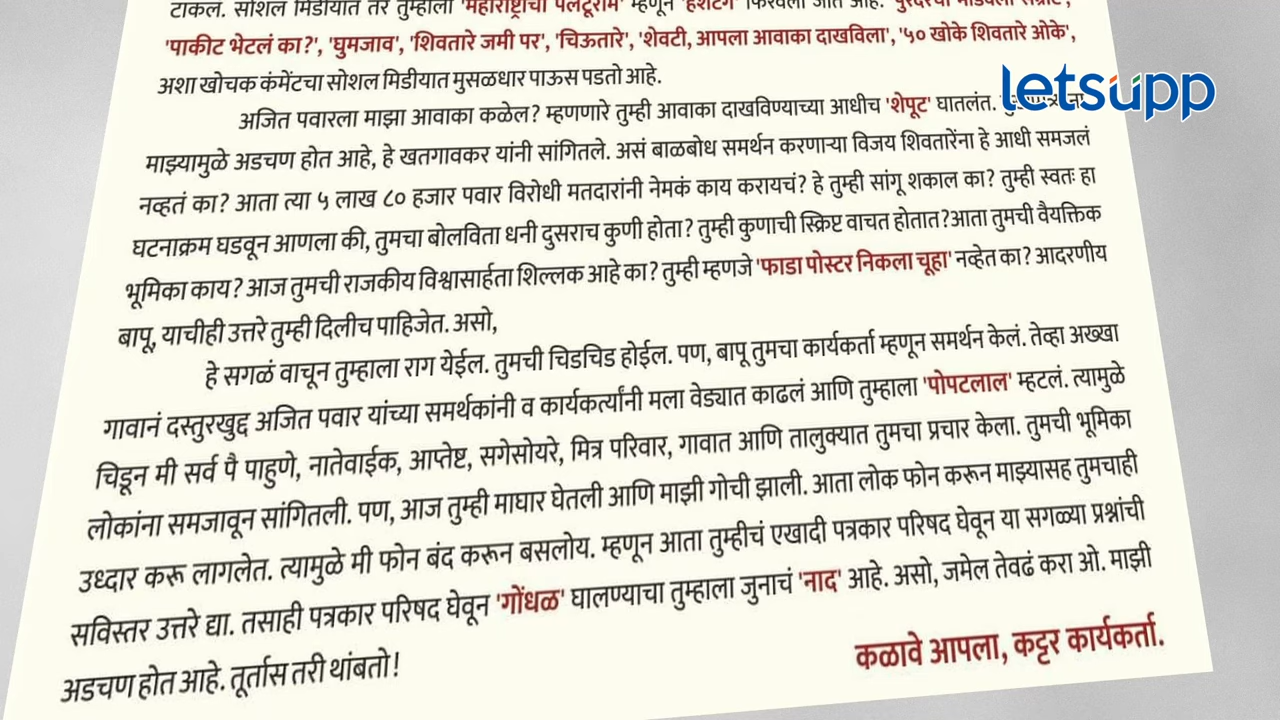 टाकलं. सोशल मिडीयात तर तुम्हाला 'महाराष्ट्राचा पलटूराम' म्हणून 'हॅशटॅग' फिरवला जात आहे.
'पाकीट भेटलं का?', 'घुमजाव', 'शिवतारे जमी पर', 'चिऊतारे', 'शेवटी, आपला आवाका दाखविला', '५० खोके शिवतारे ओके',
अशा खोचक कंमेंटचा सोशल मिडीयात मुसळधार पाऊस पडतो आहे.
letsupp
अजित पवारला माझा आवाका कळेल? म्हणणारे तुम्ही आवाका दाखविण्याच्या आधीच 'शेपूट' घातलंत.
माझ्यामुळे अडचण होत आहे, हे खतगावकर यांनी सांगितले. असं बाळबोध समर्थन करणाऱ्या विजय शिवतारेंना हे आधी समजलं
नव्हतं का? आता त्या ५ लाख ८० हजार पवार विरोधी मतदारांनी नेमकं काय करायचं? हे तुम्ही सांगू शकाल का? तुम्ही स्वतः हा
घटनाक्रम घडवून आणला की, तुमचा बोलविता धनी दुसराच कुणी होता? तुम्ही कुणाची स्क्रिप्ट वाचत होतात?आता तुमची वैयक्तिक
भूमिका काय? आज तुमची राजकीय विश्वासार्हता शिल्लक आहे का? तुम्ही म्हणजे 'फाडा पोस्टर निकला चूहा' नव्हेत का? आदरणीय
बापू, याचीही उत्तरे तुम्ही दिलीच पाहिजेत. असो,
हे सगळं वाचून तुम्हाला राग येईल. तुमची चिडचिड होईल. पण, बापू तुमचा कार्यकर्ता म्हणून समर्थन केलं. तेव्हा अख्खा
गावानं दस्तुरखुद्द अजित पवार यांच्या समर्थकांनी व कार्यकर्त्यांनी मला वेड्यात काढलं आणि तुम्हाला 'पोपटलाल' म्हटलं. त्यामुळे
चिडून मी सर्व पै पाहुणे, नातेवाईक, आप्तेष्ट, सगेसोयरे, मित्र परिवार, गावात आणि तालुक्यात तुमचा प्रचार केला. तुमची भूमिका
लोकांना समजावून सांगितली. पण, आज तुम्ही माघार घेतली आणि माझी गोची झाली. आता लोक फोन करून माझ्यासह तुमचाही
उध्दार करू लागलेत. त्यामुळे मी फोन बंद करून बसलोय. म्हणून आता तुम्हीचं एखादी पत्रकार परिषद घेवून या सगळ्या प्रश्नांची
सविस्तर उत्तरे द्या. तसाही पत्रकार परिषद घेवून 'गोंधळ' घालण्याचा तुम्हाला जुनाचं 'नाद' आहे. असो, जमेल तेवढं करा ओ. माझी
अडचण होत आहे. तूर्तास तरी थांबतो!
कळावे आपला, कट्टर कार्यकर्ता.